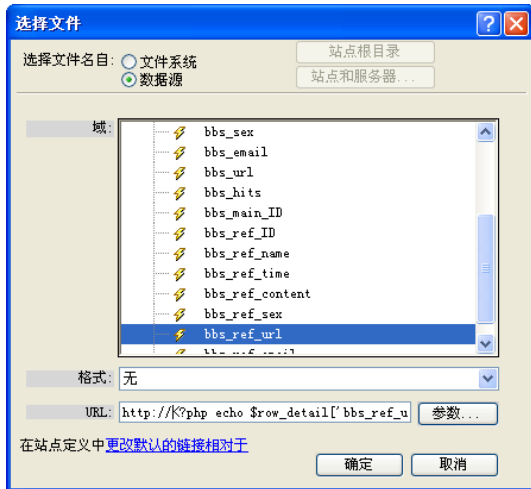 选择文件
选择文件名自:
文件系统
站点根目录
数据源
站点和服务器...
域:
bbs_sex
bbs_email
bbs_url
bbs_hits
bbs_main_ID
bbs_ref_ID
bbs_ref_name
bbs_ref_time
bbs_ref_content
bbs_ref_sex
bbs_ref_url
格式: 无
URL: http://<?php echo $row_detail['bbs_ref_u 参数...
在站点定义中更改默认的链接相对于
确定 取消